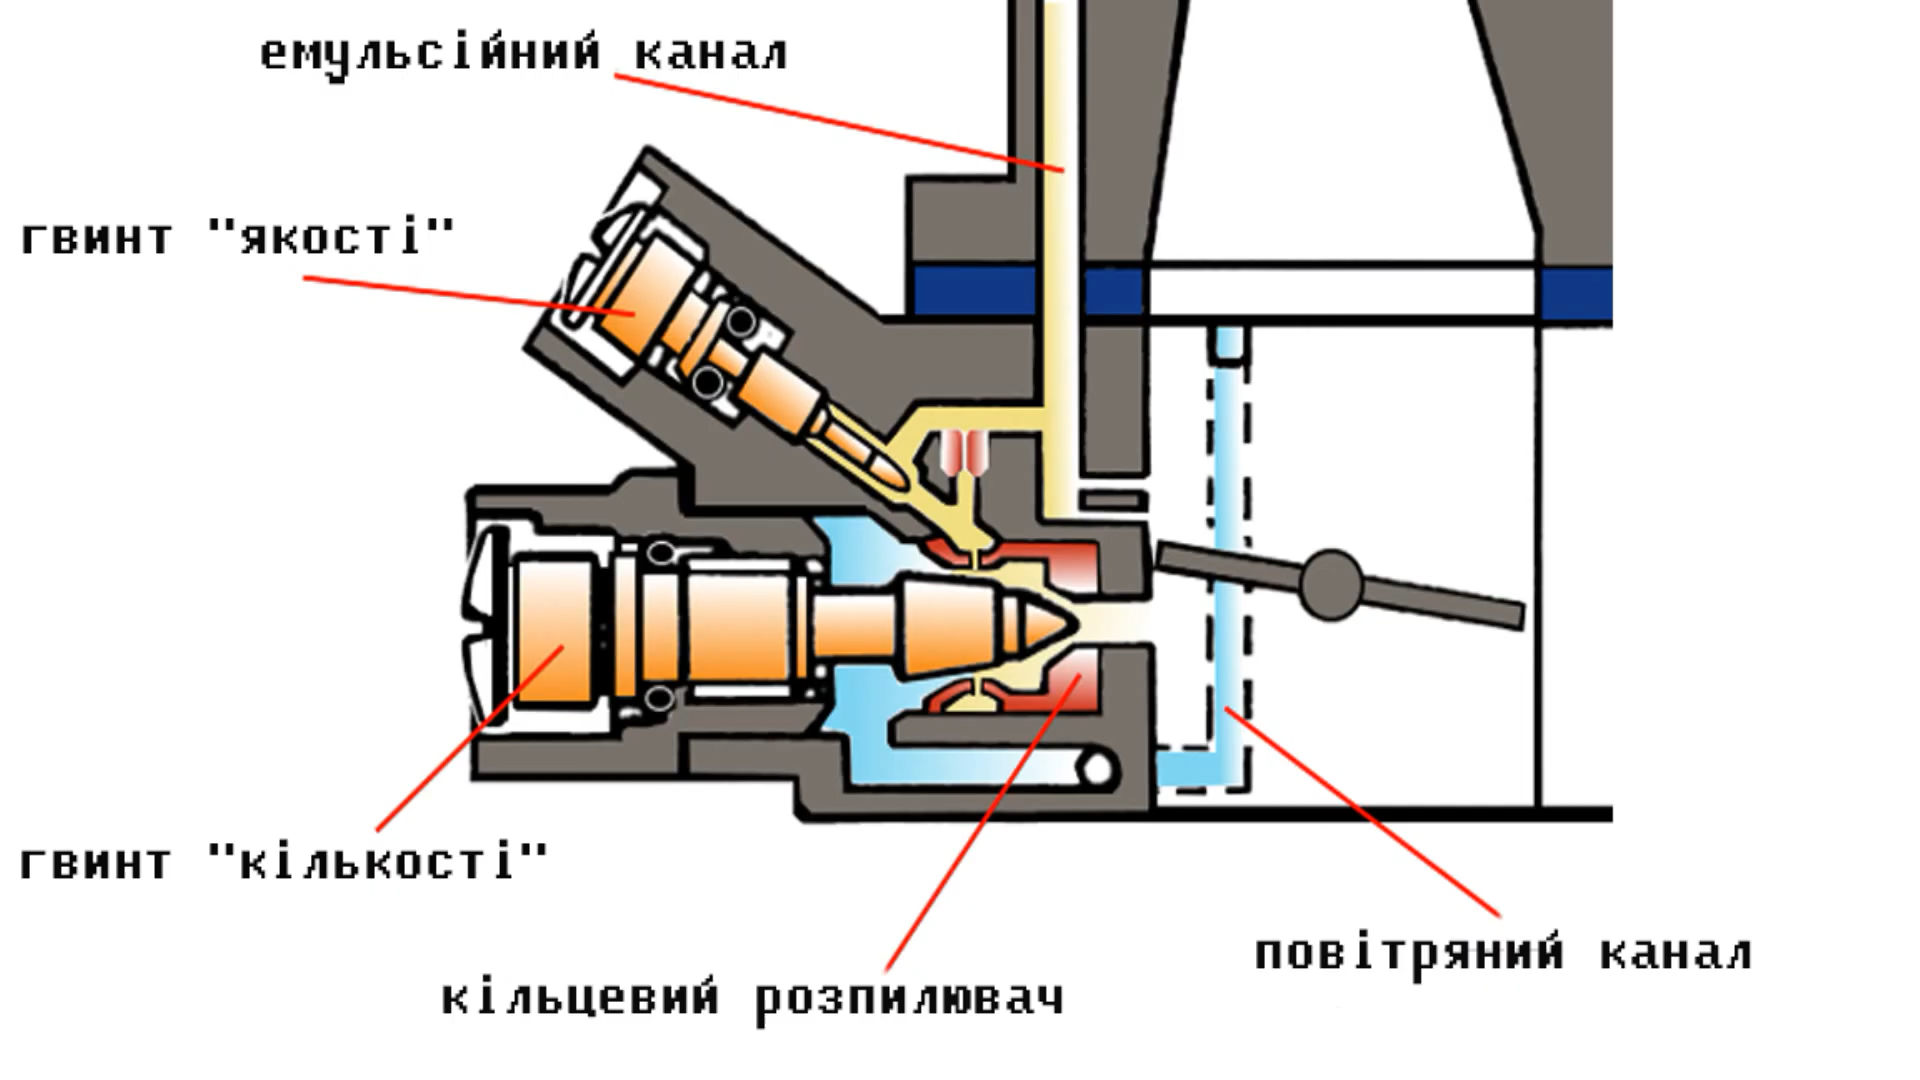 емульсійний канал
гвинт "якості"
гвинт "кількості"
повітряний канал
кільцевий розпилювач